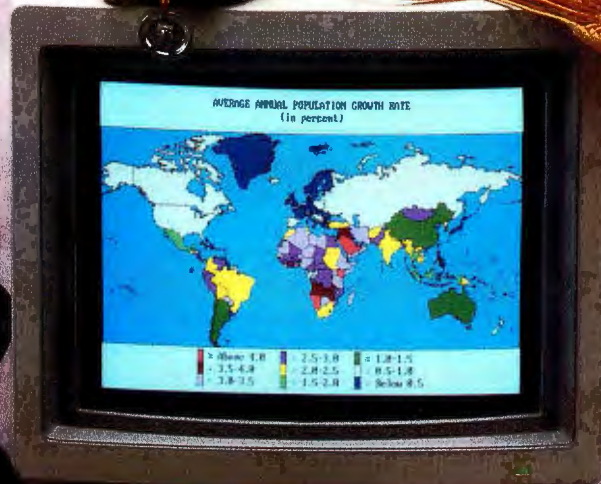 AVERAGE ANNUAL POPULATION GROWTH RATE
(in percent)
= Above 4.0 = 2.5-3.0 = 1.0-1.5
= 3.5-4.0 = 2.0-2.5 = 0.5-1.0
= 3.0-3.5 = 1.5-2.0 = Below 0.5